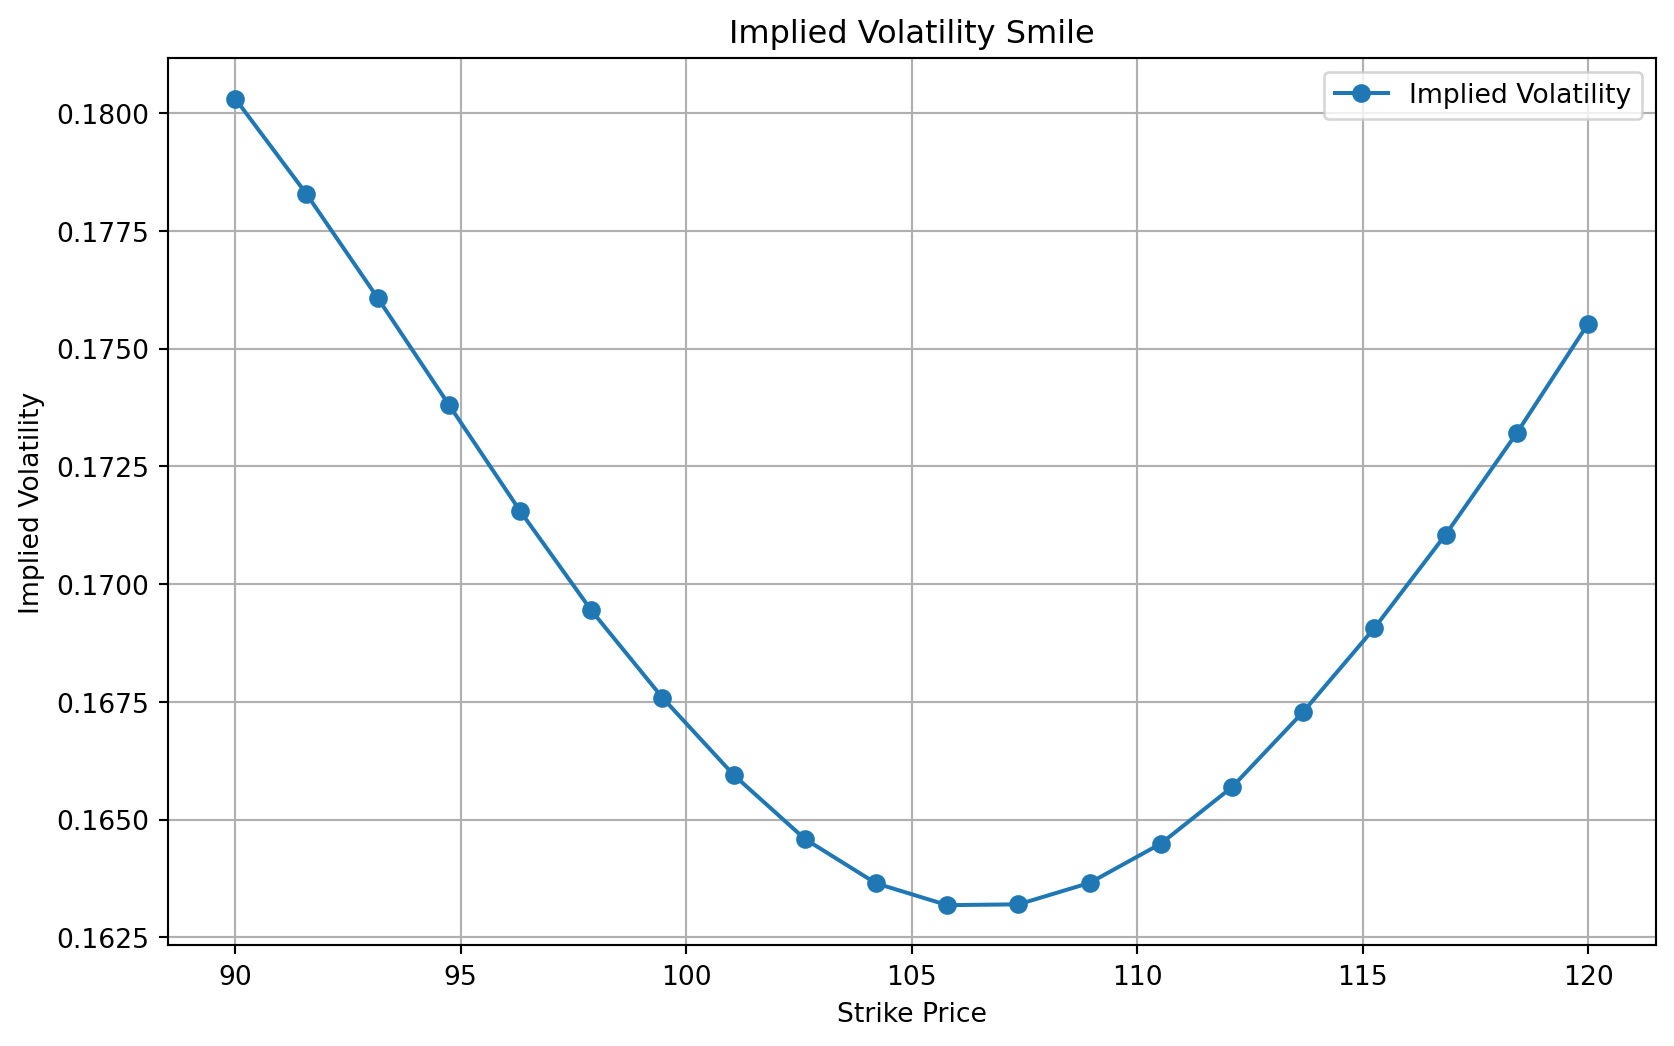 Implied Volatility Smile
Implied Volatility
0.1800
0.1775
0.1750
0.1725
0.1700
0.1675
0.1650
0.1625
Implied Volatility
90 95 100 105 110 115 120
Strike Price